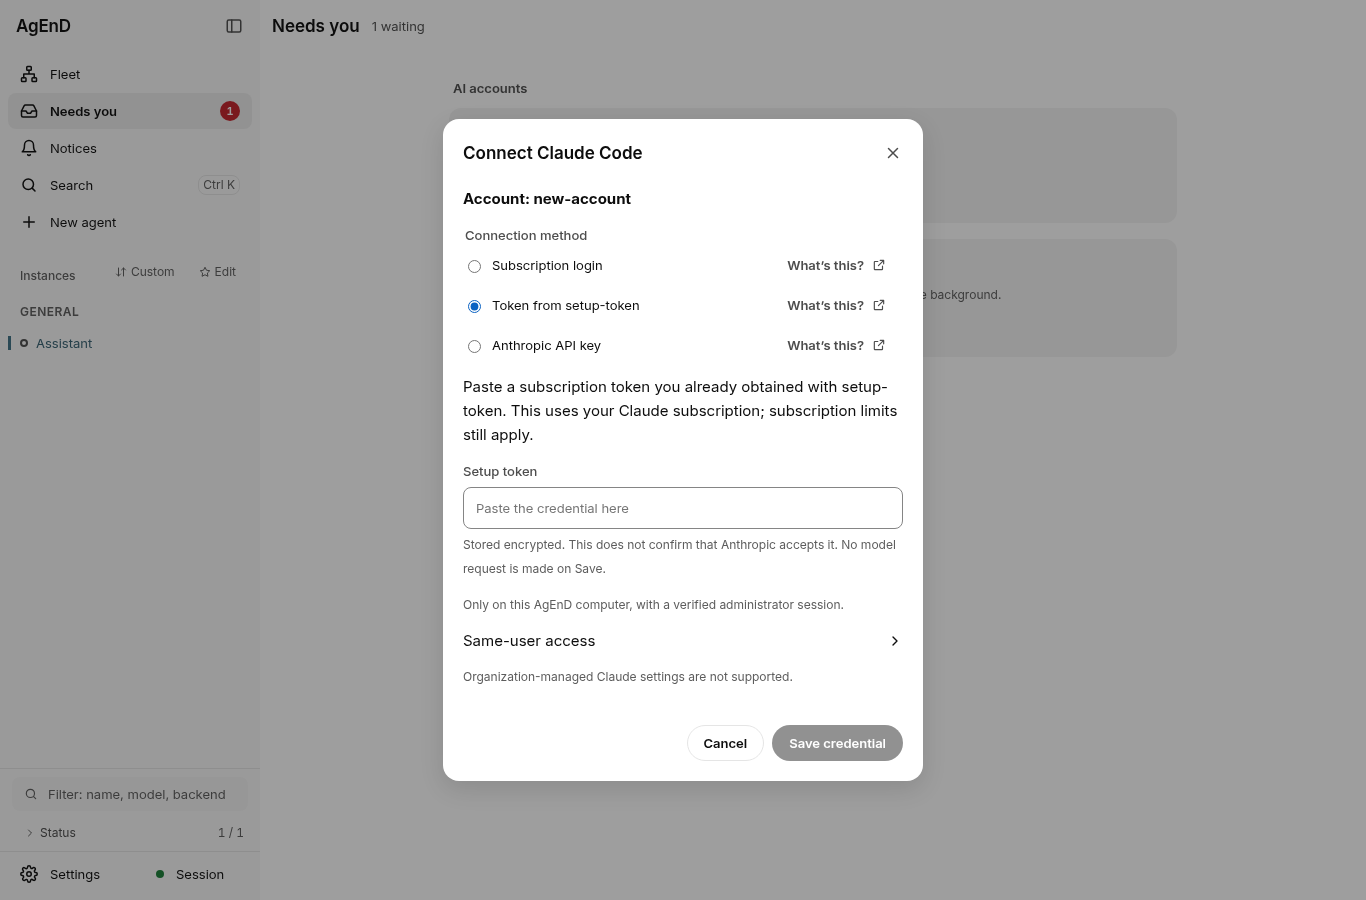 AgEnD
Fleet
Needs you
1
Notices
Search
Ctrl K
New agent
Instances
Custom
Edit
GENERAL
Assistant
Filter: name, model, backend
Status
1 / 1
Settings
Session
Needs you
1 waiting
AI accounts
background.
Connect Claude Code
Account: new-account
Connection method
Subscription login
What's this?
Token from setup-token
What's this?
Anthropic API key
What's this?
Paste a subscription token you already obtained with setup-
token. This uses your Claude subscription; subscription limits
still apply.
Setup token
Paste the credential here
Stored encrypted. This does not confirm that Anthropic accepts it. No model
request is made on Save.
Only on this AgEnD computer, with a verified administrator session.
Same-user access
Organization-managed Claude settings are not supported.
Cancel
Save credential